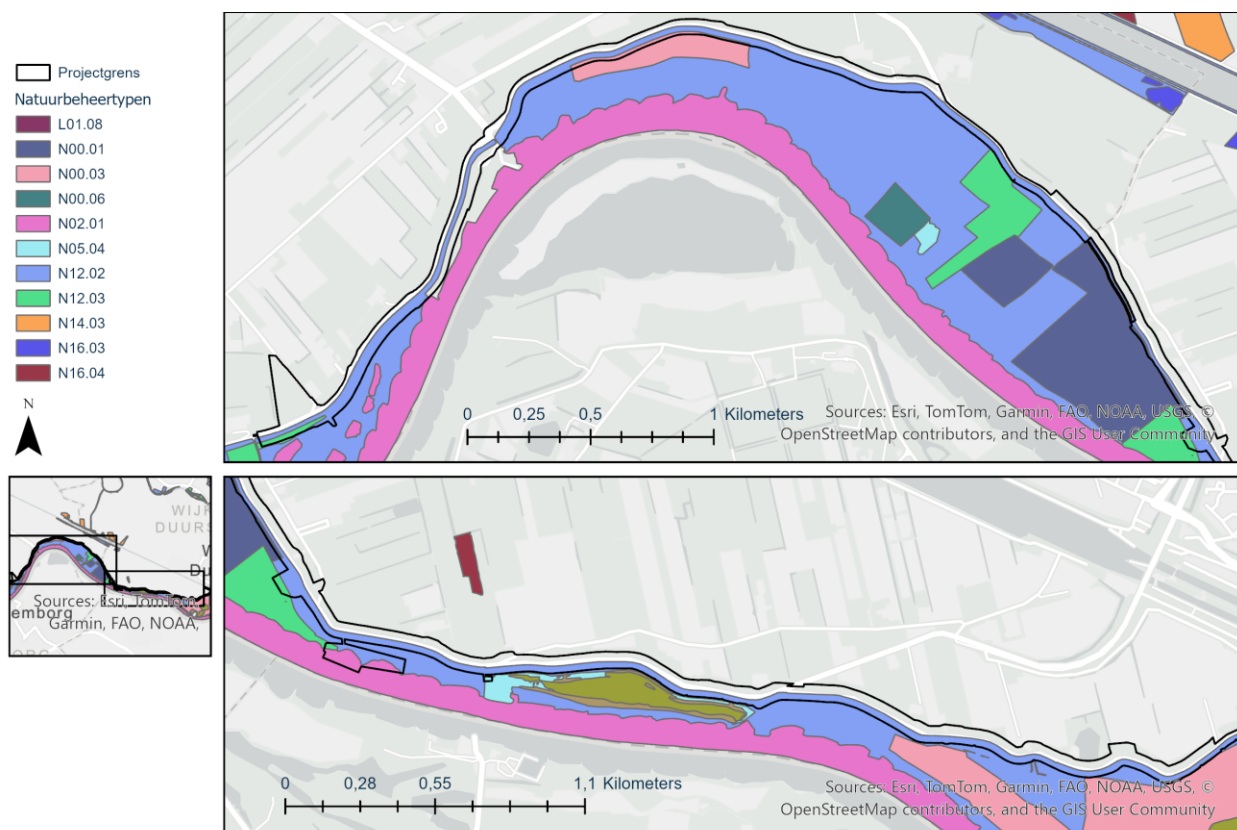 Projectgrens
Natuurbeheertypen
L01.08
N00.01
N00.03
N00.06
N02.01
N05.04
N12.02
N12.03
N14.03
N16.03
N16.04
N
0 0,25 0,5 1 Kilometers
Sources: Esri, TomTom, Garmin, FAO, NOAA, USGS, ©
OpenStreetMap contributors, and the GIS User Community
WIJK
DUURS
Sources: Esri, TomTom,
emborg
Garmin, FAO, NOAA,
0 0,28 0,55 1,1 Kilometers
Sources: Esri, TomTom, Garmin, FAO, NOAA, USGS, ©
OpenStreetMap contributors, and the GIS User Community